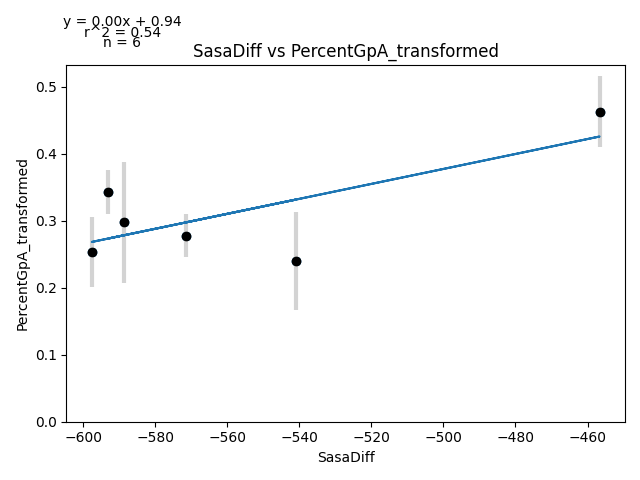 y = 0.00x + 0.94
r^2 = 0.54
n = 6
SasaDiff vs PercentGpA_transformed
PercentGpA_transformed
0.5
0.4
0.3
0.2
0.1
0.0
−600 −580 −560 −540 −520 −500 −480 −460
SasaDiff